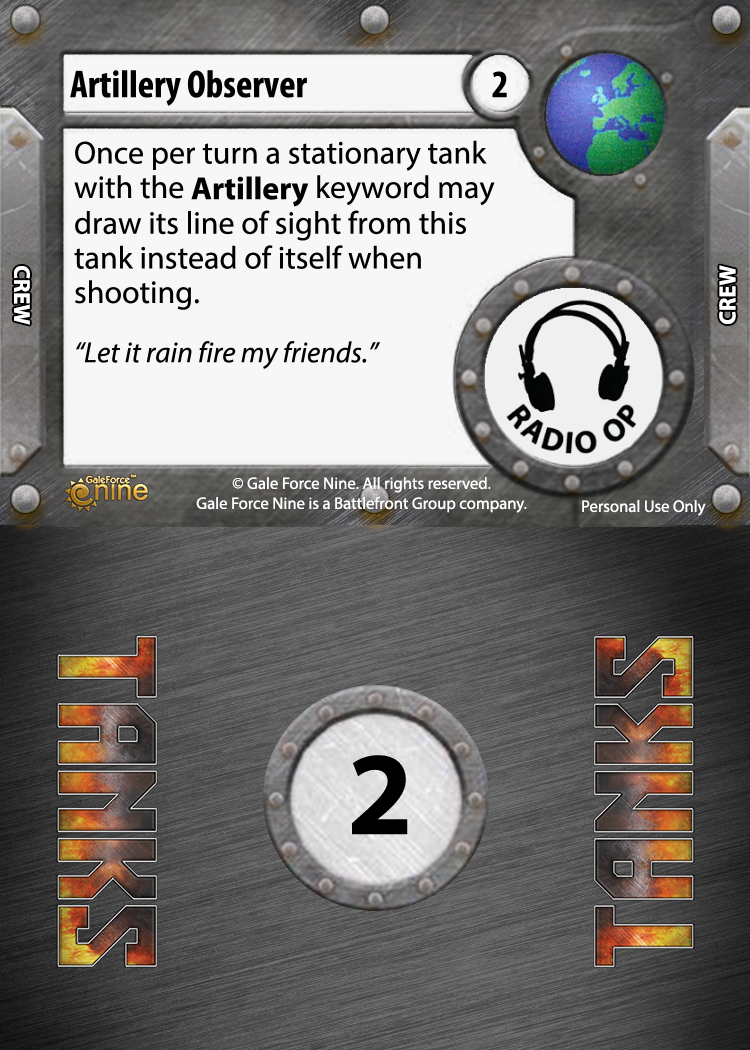 Artillery Observer
2
Once per turn a stationary tank
with the Artillery keyword may
draw its line of sight from this
tank instead of itself when
shooting.
“Let it rain fire my friends.”
CREW
CREW
RADIO OP
GaleForce™
nine
© Gale Force Nine. All rights reserved.
Gale Force Nine is a Battlefront Group company.
Personal Use Only
TANKS
2
TANKS